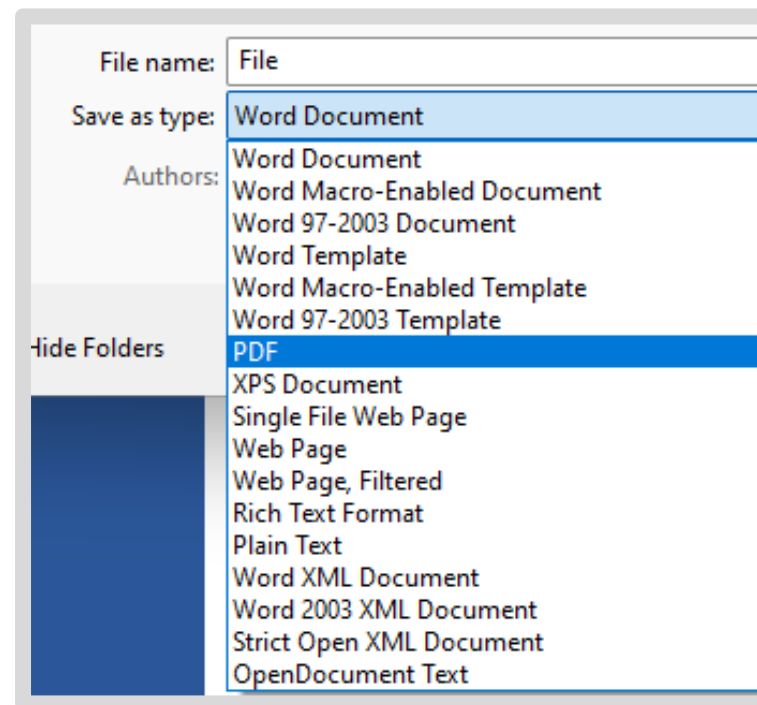 File name: File
Save as type: Word Document
Authors:
Word Document
Word Macro-Enabled Document
Word 97-2003 Document
Word Template
Word Macro-Enabled Template
Word 97-2003 Template
Hide Folders
PDF
XPS Document
Single File Web Page
Web Page
Web Page, Filtered
Rich Text Format
Plain Text
Word XML Document
Word 2003 XML Document
Strict Open XML Document
OpenDocument Text